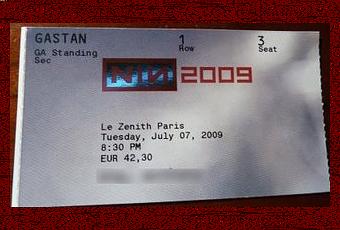 GASTAN 1 3
GA Standing Row Seat
Sec
NIN 2009
Le Zenith Paris
Tuesday, July 07, 2009
8:30 PM
EUR 42,30